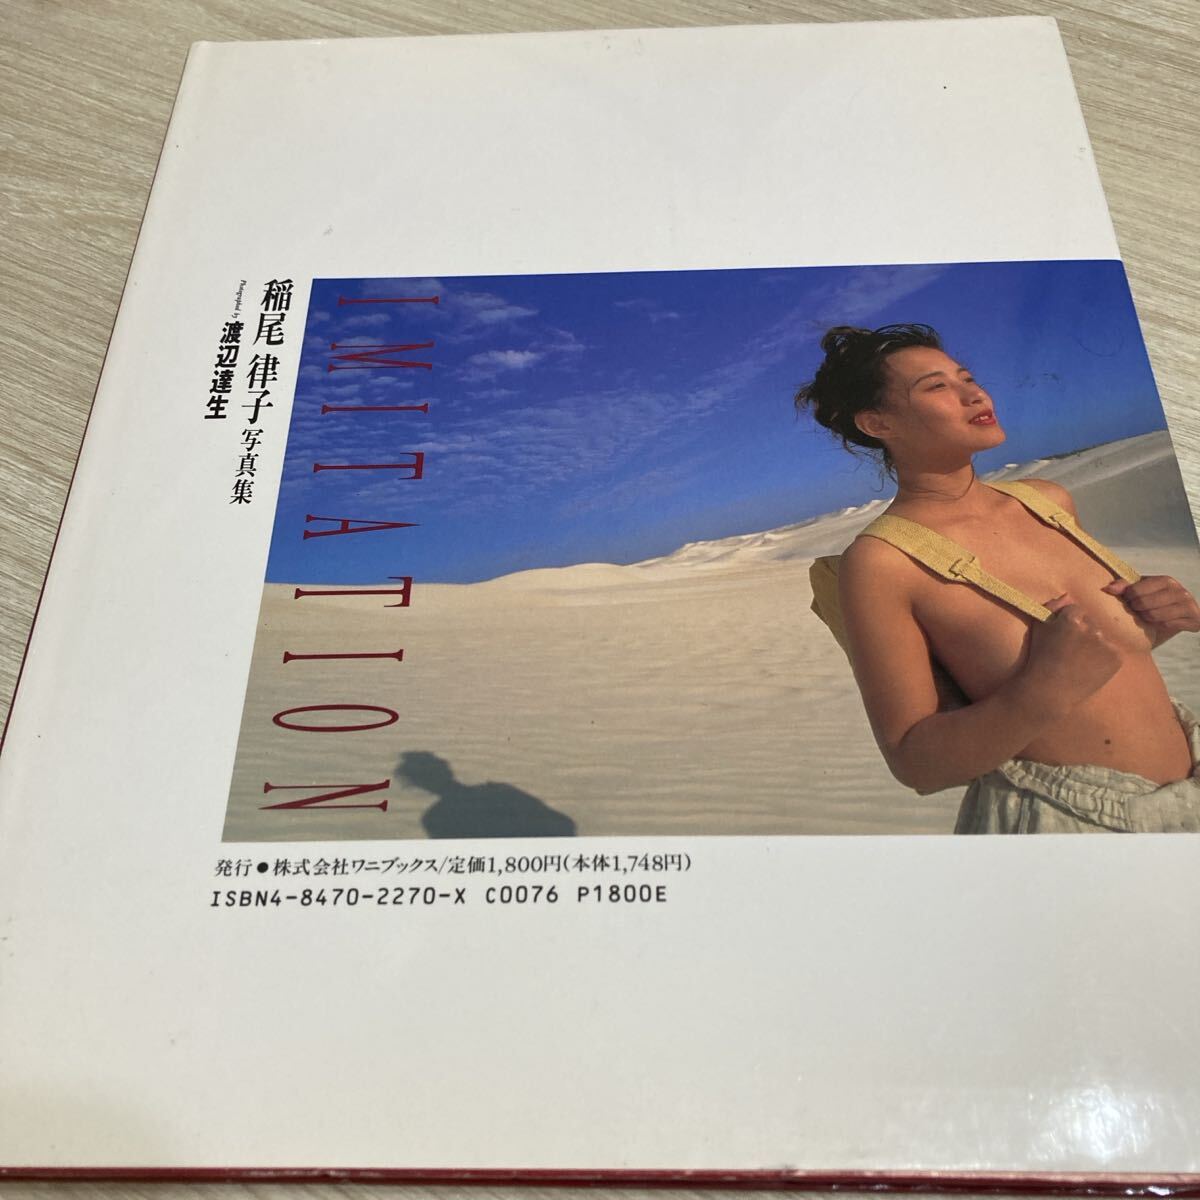 稲尾 律子 写真集
Photographed by 渡辺達生
IMITATION
発行●株式会社ワニブックス/定価1,800円(本体1,748円)
ISBN4-8470-2270-X C0076 P1800E